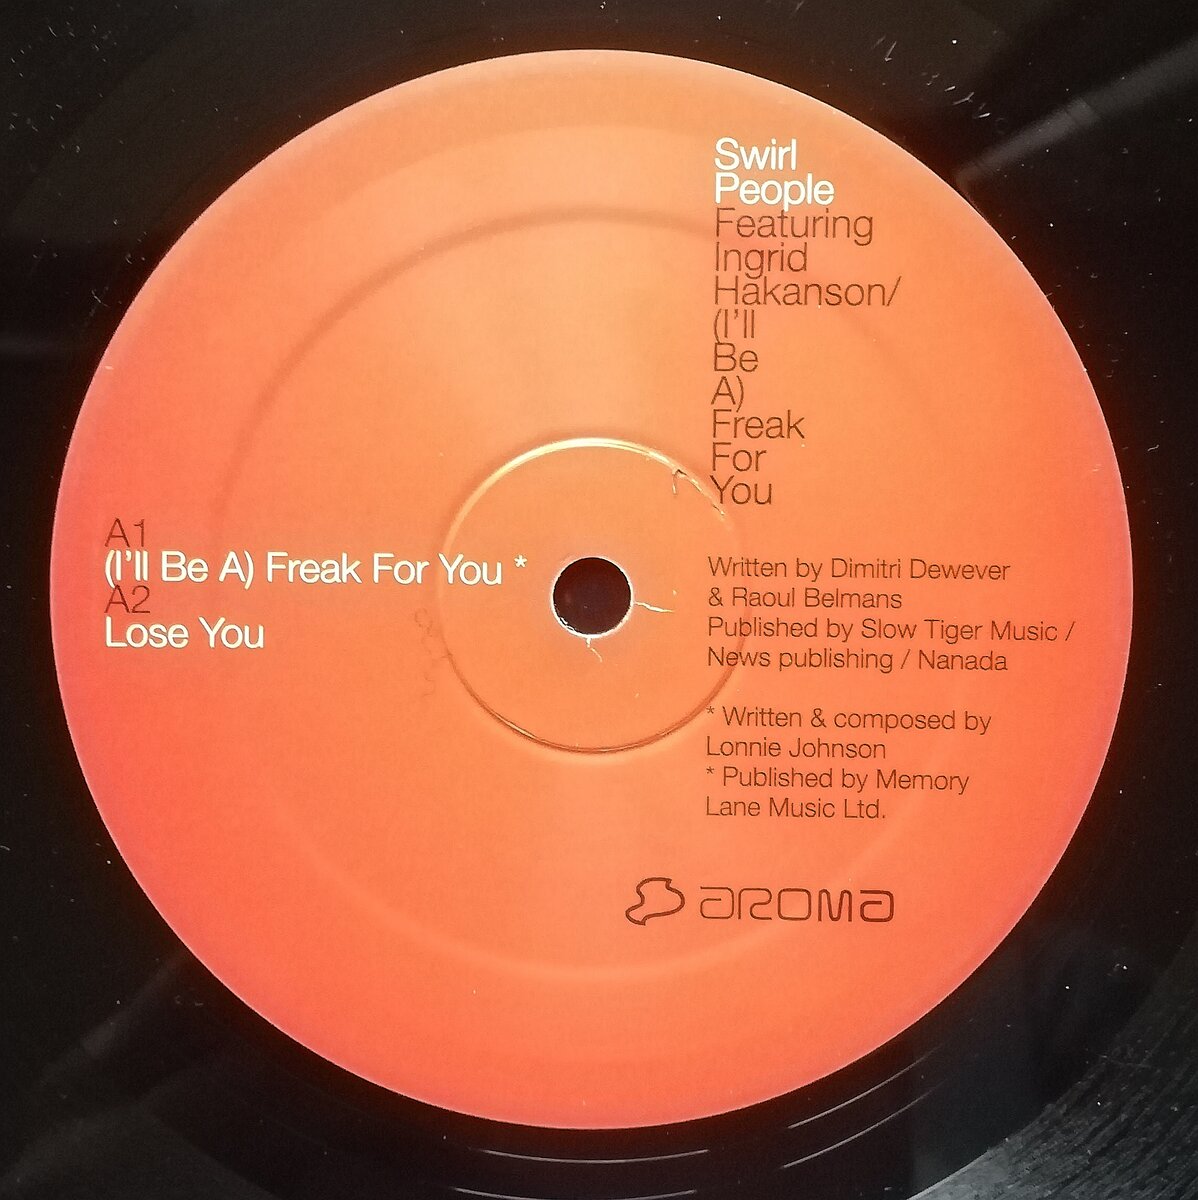 Swirl
People
Featuring
Ingrid
Hakanson/
(I'll
Be
A)
Freak
For
You
A1
(I'll Be A) Freak For You *
A2
Lose You
Written by Dimitri Dewever
& Raoul Belmans
Published by Slow Tiger Music /
News publishing / Nanada
* Written & composed by
Lonnie Johnson
* Published by Memory
Lane Music Ltd.
aroma